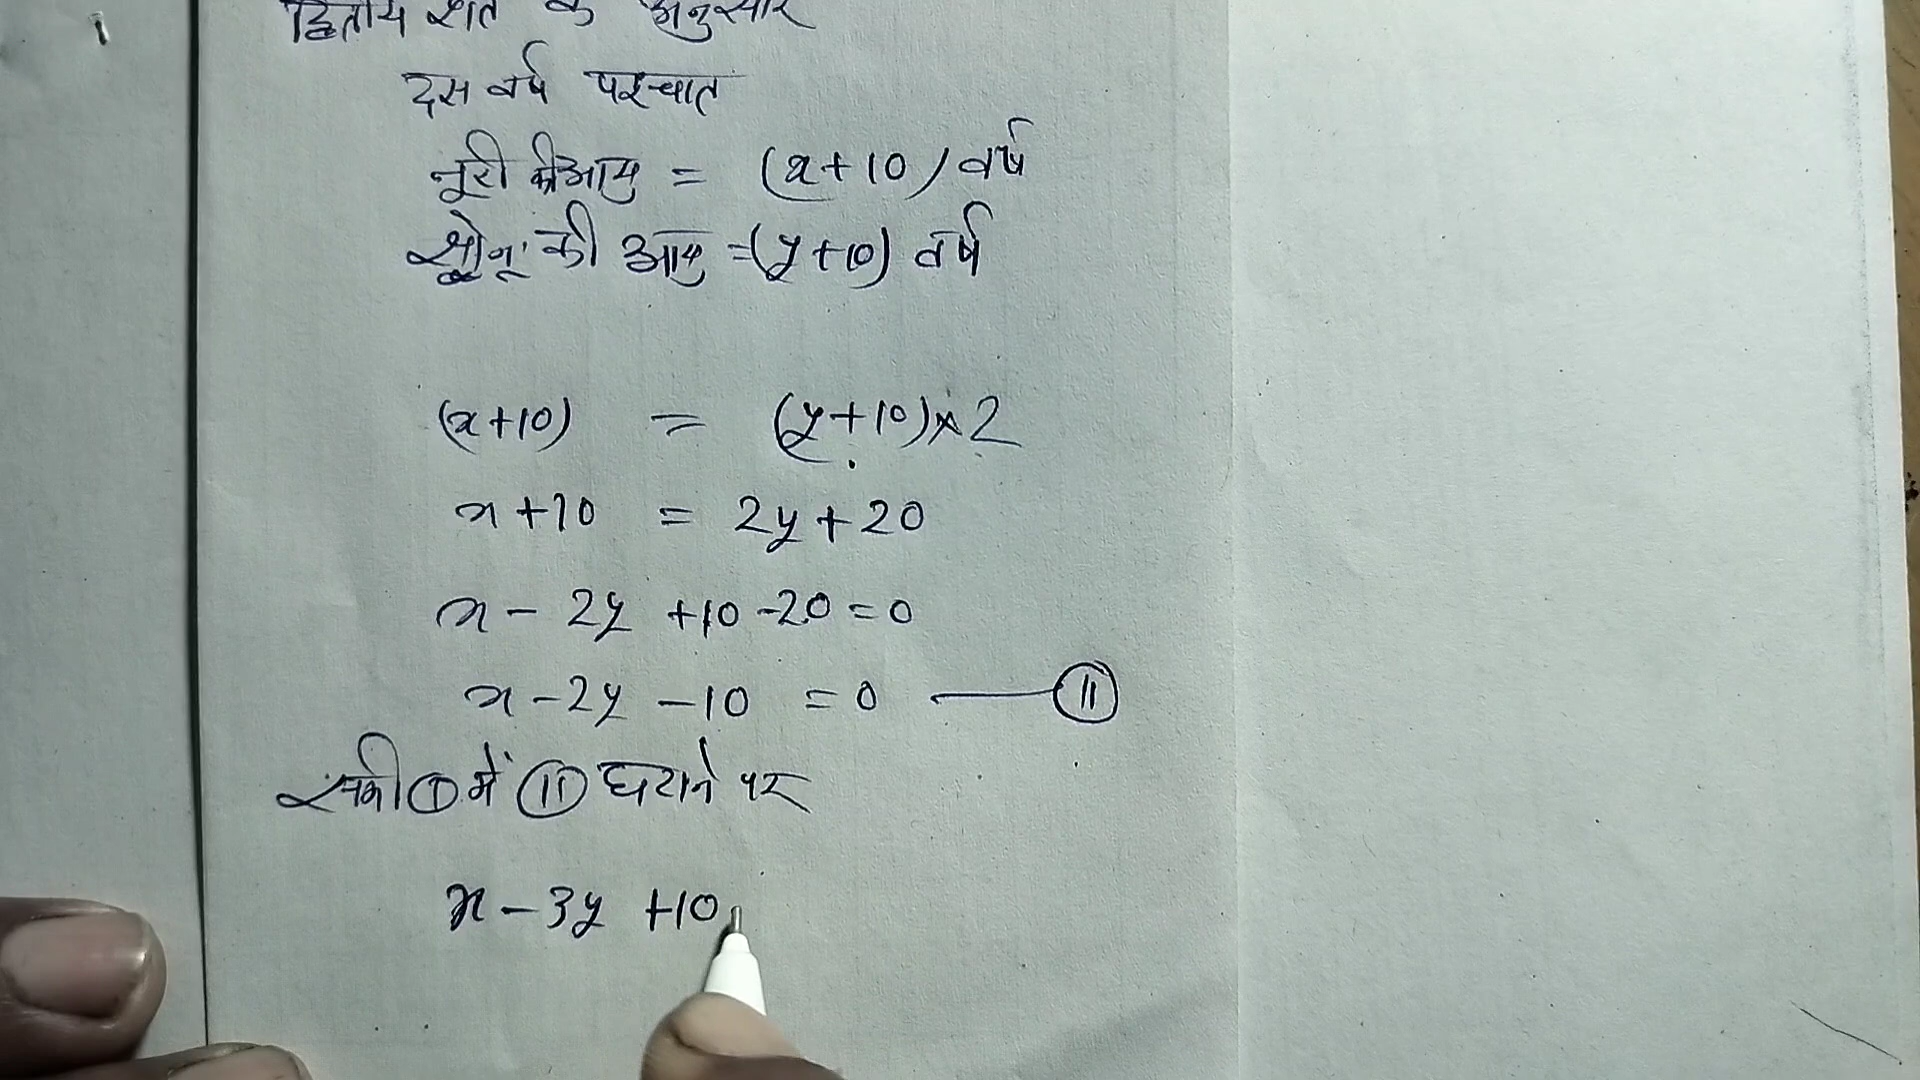 द्वितीय शर्त के अनुसार
दस वर्ष पश्चात
नूरी की आयु = (x+10) वर्ष
सोनू की आयु =(y+10) वर्ष
(x+10) = (y+10)×2
x+10 = 2y+20
x - 2y +10 -20 = 0
x - 2y - 10 = 0 — II
समी I में II घटाने पर
x - 3y +10